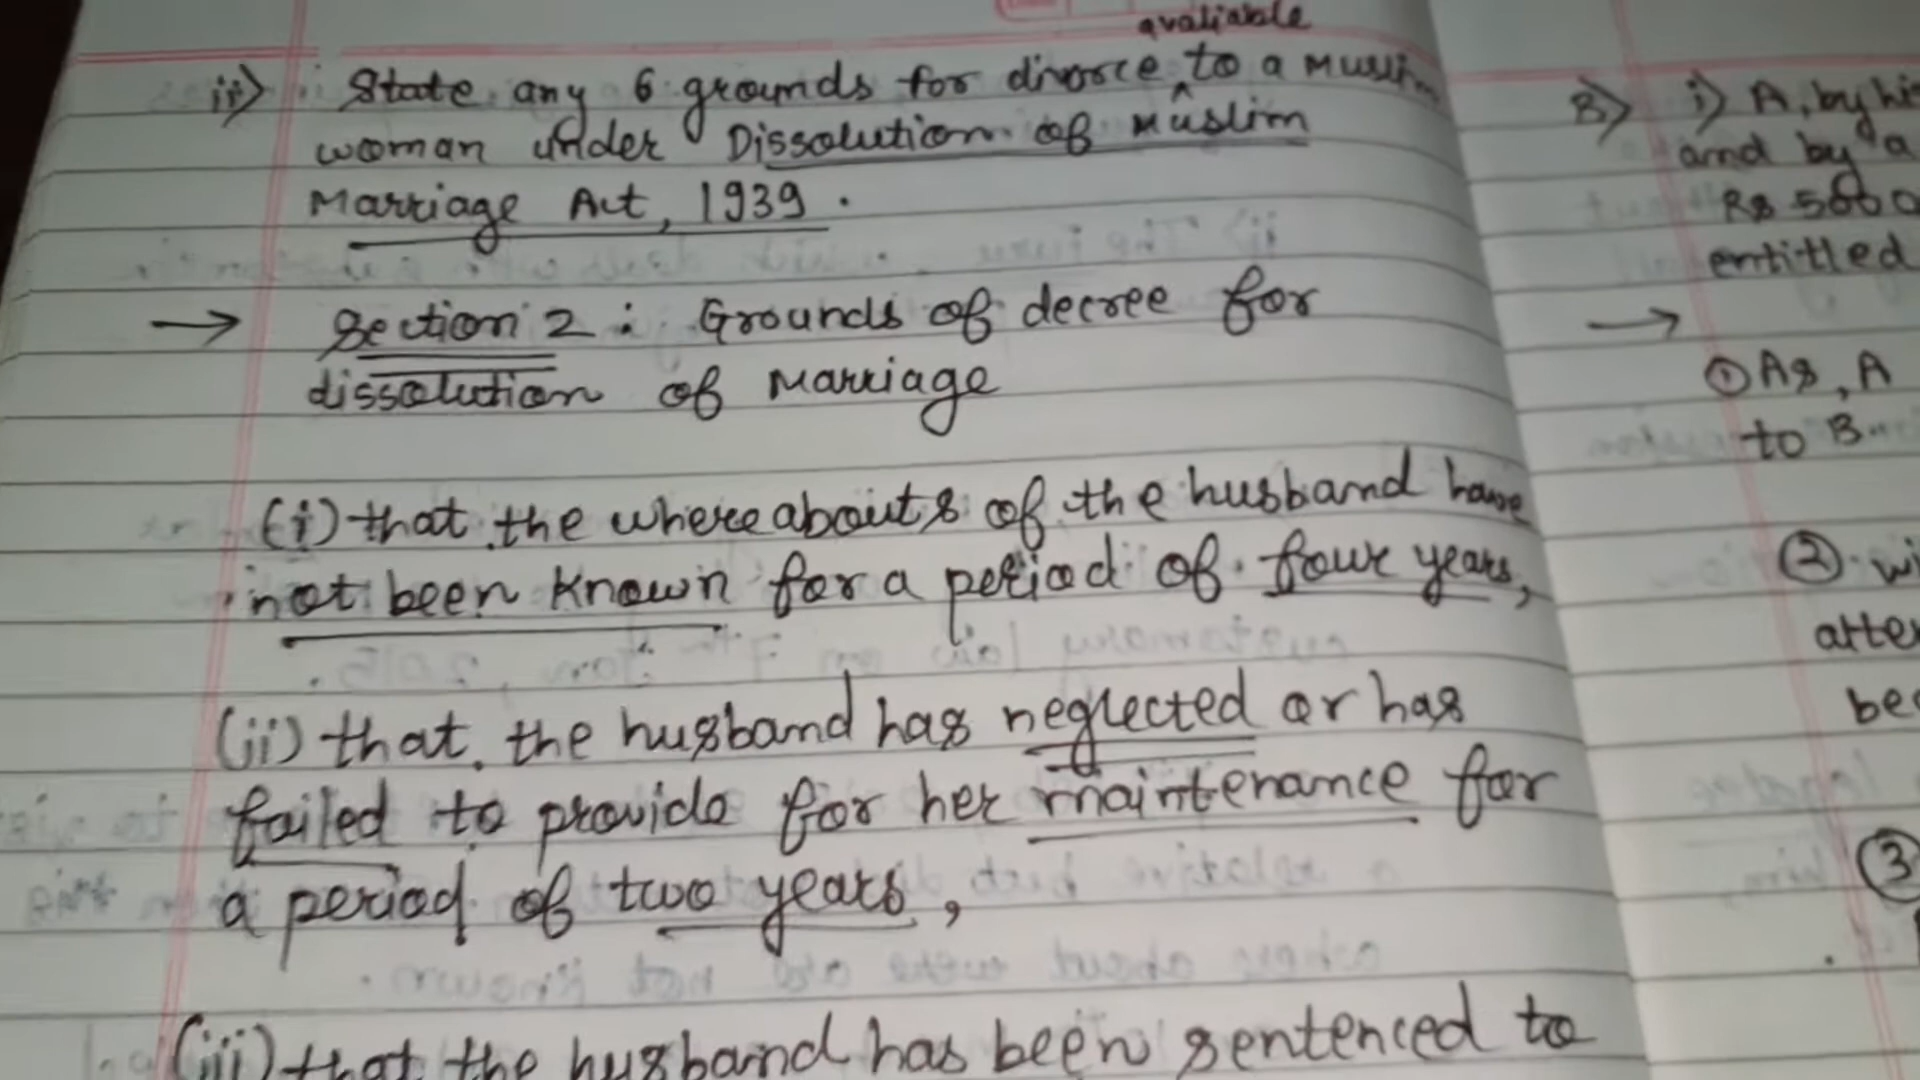 avaliable
ii) State any 6 grounds for divorce ^ to a Muslim
woman under Dissolution of Muslim
Marriage Act, 1939.
→ Section 2 : Grounds of decree for
dissolution of Marriage
(i) that the whereabouts of the husband have
not been known for a period of four years,
(ii) that the husband has neglected or has
failed to provide for her maintenance for
a period of two years,
(iii) that the husband has been sentenced to
B) i) A, by his
and by a
Rs 5000
entitled
→
① As, A
to B
② wi
afte
be
③